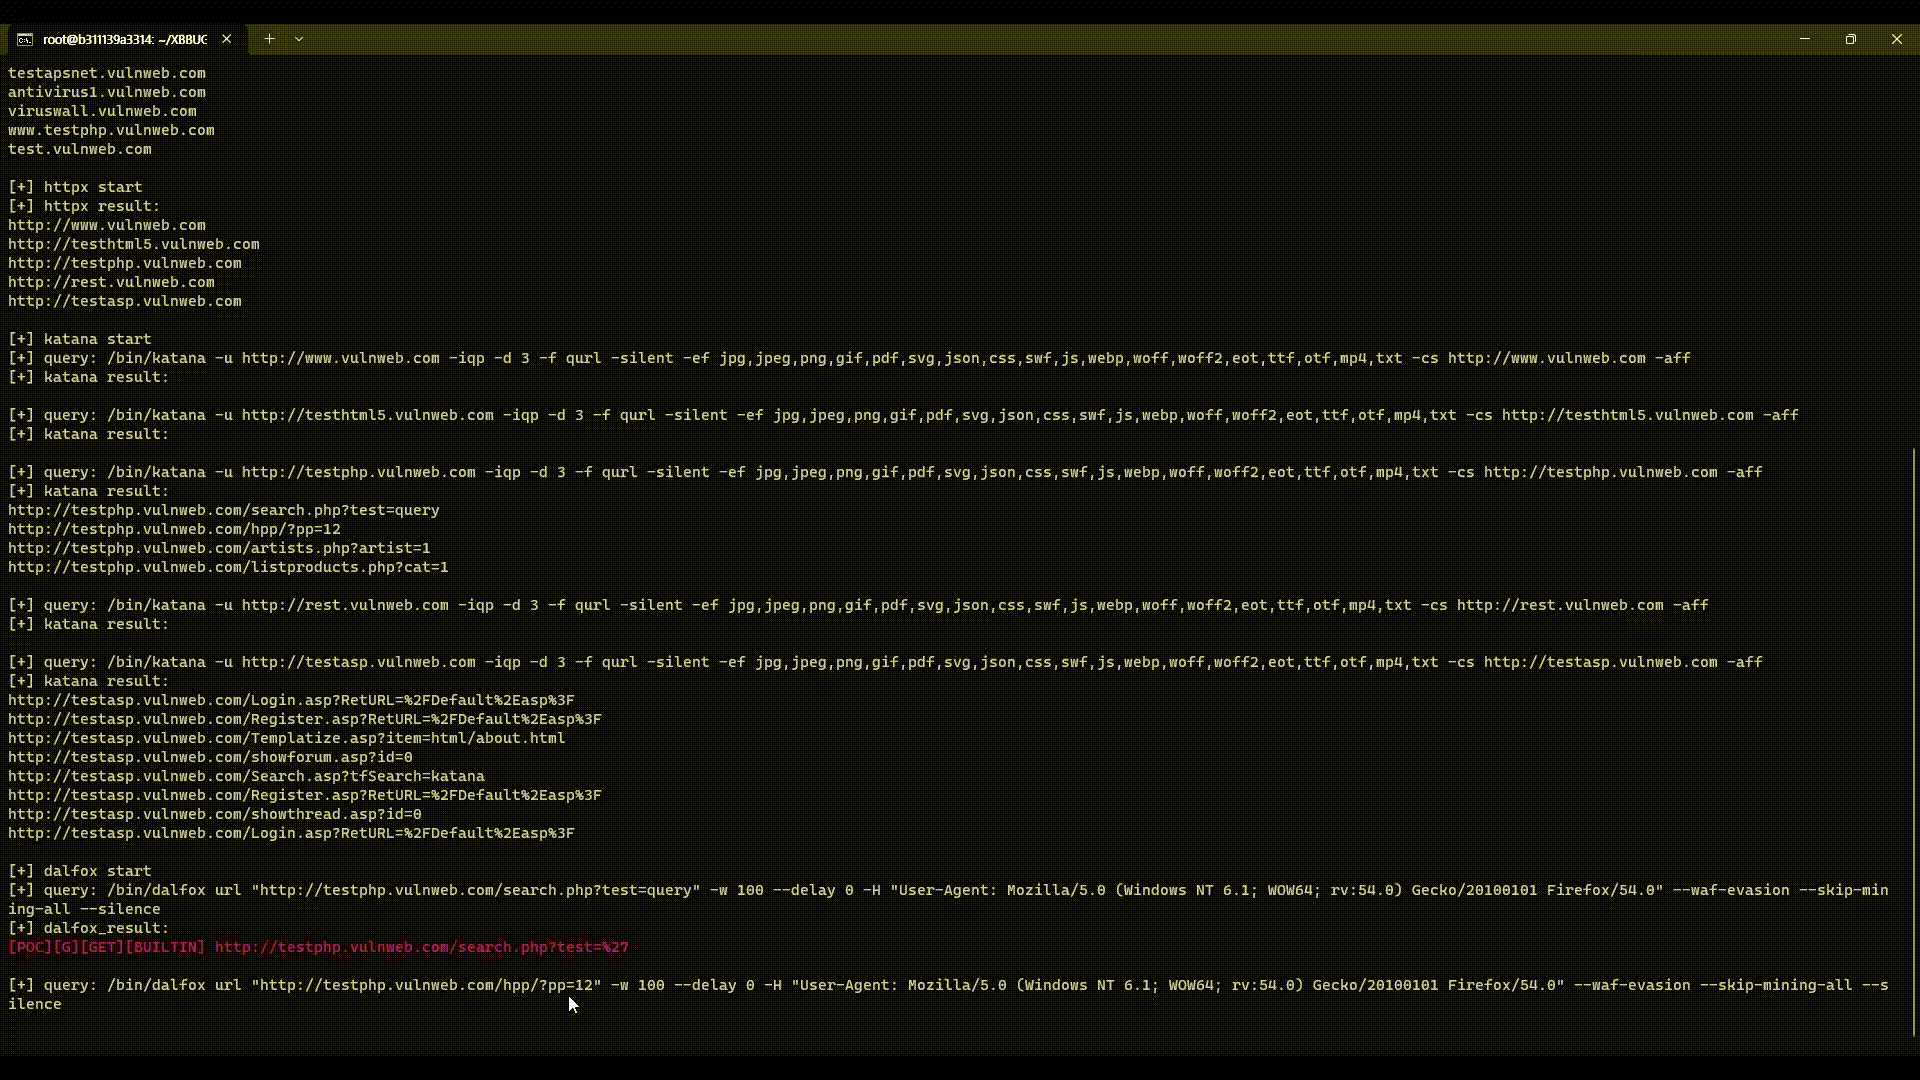 root@b311139a3314: ~/XBBUG
testapsnet.vulnweb.com
antivirus1.vulnweb.com
viruswall.vulnweb.com
www.testphp.vulnweb.com
test.vulnweb.com
[+] httpx start
[+] httpx result:
http://www.vulnweb.com
http://testhtml5.vulnweb.com
http://testphp.vulnweb.com
http://rest.vulnweb.com
http://testasp.vulnweb.com
[+] katana start
[+] query: /bin/katana -u http://www.vulnweb.com -iqp -d 3 -f qurl -silent -ef jpg,jpeg,png,gif,pdf,svg,json,css,swf,js,webp,woff,woff2,eot,ttf,otf,mp4,txt -cs http://www.vulnweb.com -aff
[+] katana result:
[+] query: /bin/katana -u http://testhtml5.vulnweb.com -iqp -d 3 -f qurl -silent -ef jpg,jpeg,png,gif,pdf,svg,json,css,swf,js,webp,woff,woff2,eot,ttf,otf,mp4,txt -cs http://testhtml5.vulnweb.com -aff
[+] katana result:
[+] query: /bin/katana -u http://testphp.vulnweb.com -iqp -d 3 -f qurl -silent -ef jpg,jpeg,png,gif,pdf,svg,json,css,swf,js,webp,woff,woff2,eot,ttf,otf,mp4,txt -cs http://testphp.vulnweb.com -aff
[+] katana result:
http://testphp.vulnweb.com/search.php?test=query
http://testphp.vulnweb.com/hpp/?pp=12
http://testphp.vulnweb.com/artists.php?artist=1
http://testphp.vulnweb.com/listproducts.php?cat=1
[+] query: /bin/katana -u http://rest.vulnweb.com -iqp -d 3 -f qurl -silent -ef jpg,jpeg,png,gif,pdf,svg,json,css,swf,js,webp,woff,woff2,eot,ttf,otf,mp4,txt -cs http://rest.vulnweb.com -aff
[+] katana result:
[+] query: /bin/katana -u http://testasp.vulnweb.com -iqp -d 3 -f qurl -silent -ef jpg,jpeg,png,gif,pdf,svg,json,css,swf,js,webp,woff,woff2,eot,ttf,otf,mp4,txt -cs http://testasp.vulnweb.com -aff
[+] katana result:
http://testasp.vulnweb.com/Login.asp?RetURL=%2FDefault%2Easp%3F
http://testasp.vulnweb.com/Register.asp?RetURL=%2FDefault%2Easp%3F
http://testasp.vulnweb.com/Templatize.asp?item=html/about.html
http://testasp.vulnweb.com/showforum.asp?id=0
http://testasp.vulnweb.com/Search.asp?tfSearch=katana
http://testasp.vulnweb.com/Register.asp?RetURL=%2FDefault%2Easp%3F
http://testasp.vulnweb.com/showthread.asp?id=0
http://testasp.vulnweb.com/Login.asp?RetURL=%2FDefault%2Easp%3F
[+] dalfox start
[+] query: /bin/dalfox url "http://testphp.vulnweb.com/search.php?test=query" -w 100 --delay 0 -H "User-Agent: Mozilla/5.0 (Windows NT 6.1; WOW64; rv:54.0) Gecko/20100101 Firefox/54.0" --waf-evasion --skip-min
ing-all --silence
[+] dalfox_result:
[POC][G][GET][BUILTIN] http://testphp.vulnweb.com/search.php?test=%27
[+] query: /bin/dalfox url "http://testphp.vulnweb.com/hpp/?pp=12" -w 100 --delay 0 -H "User-Agent: Mozilla/5.0 (Windows NT 6.1; WOW64; rv:54.0) Gecko/20100101 Firefox/54.0" --waf-evasion --skip-mining-all --s
ilence